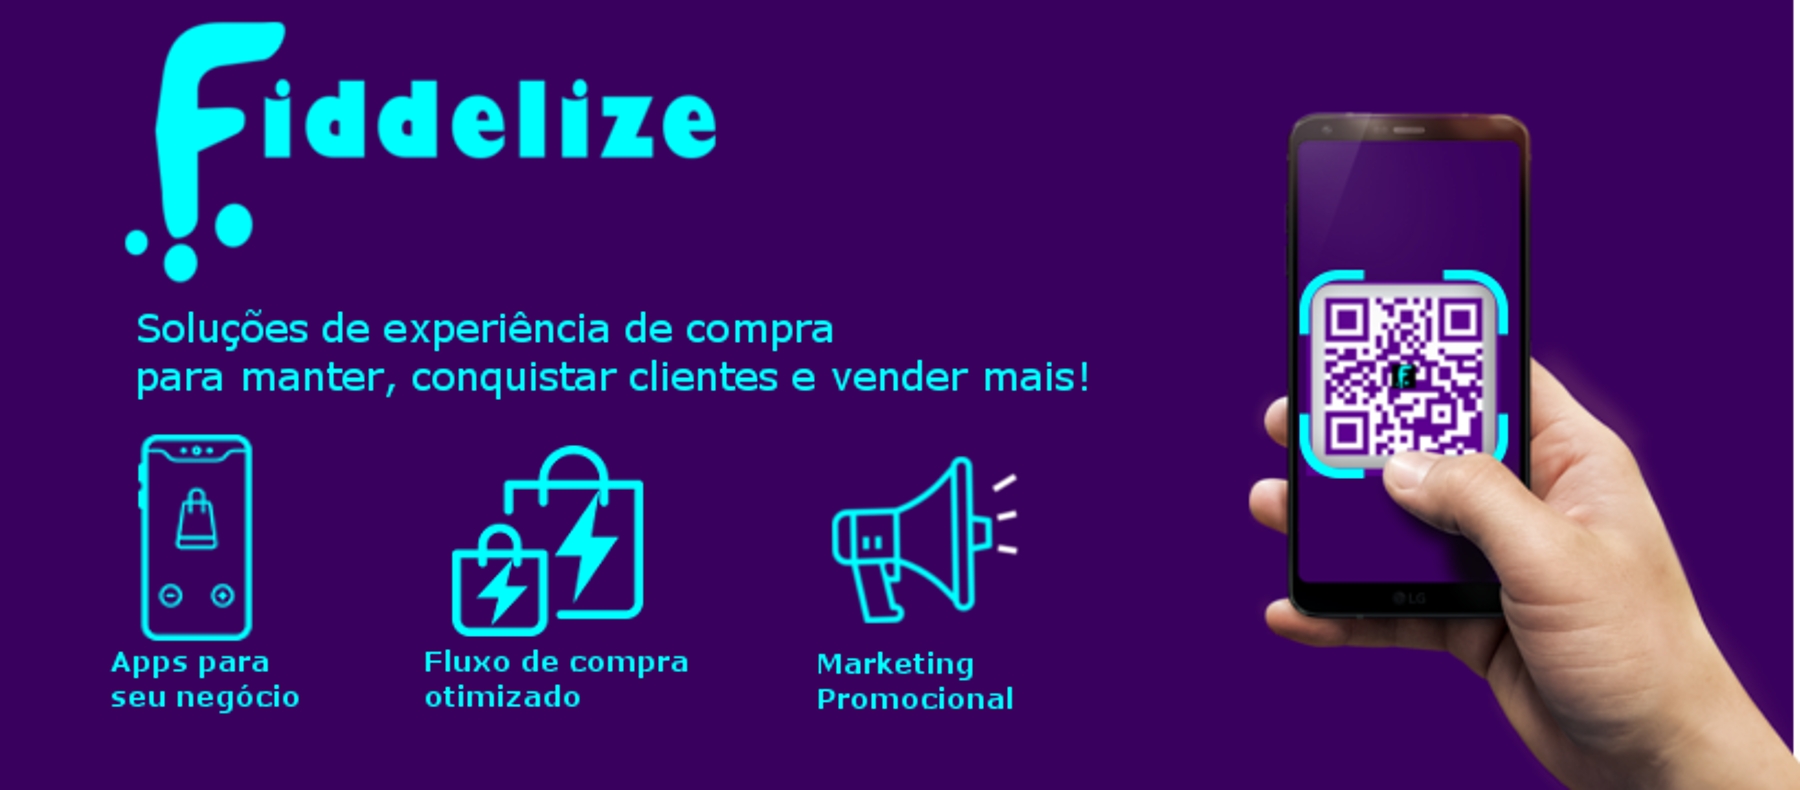 Fiddelize
Soluções de experiência de compra
para manter, conquistar clientes e vender mais!
Apps para
seu negócio
Fluxo de compra
otimizado
Marketing
Promocional
LG